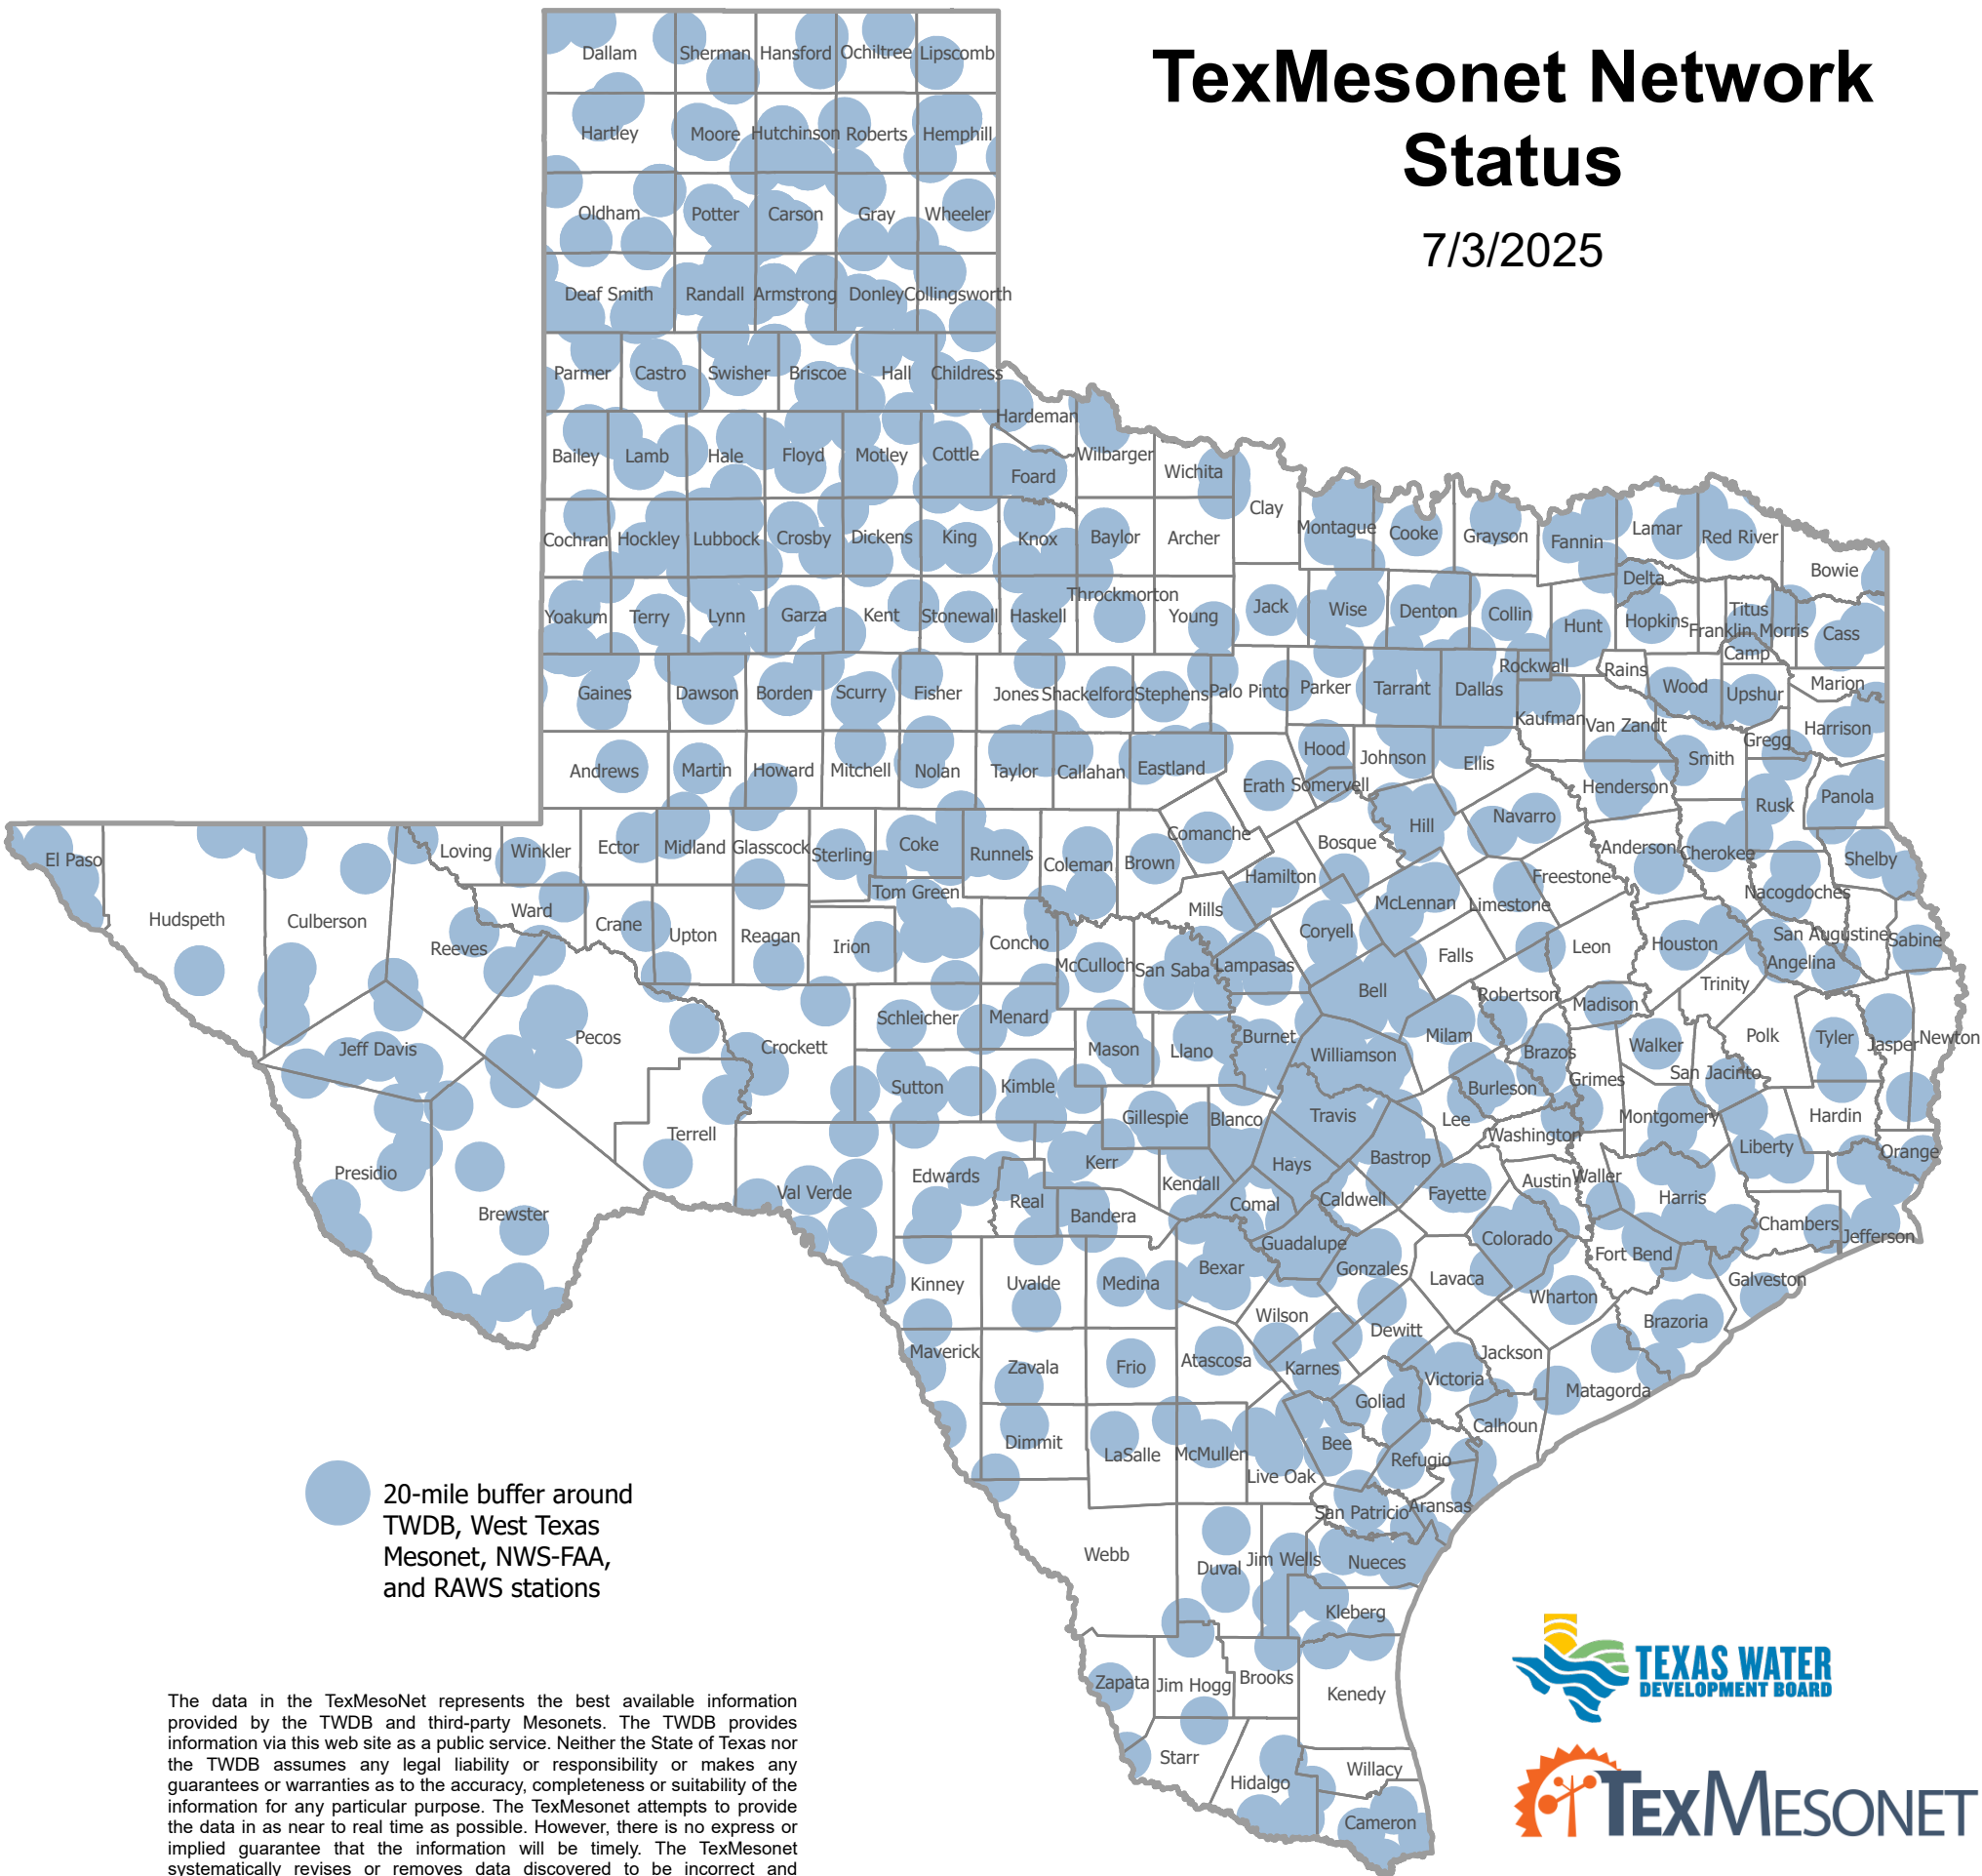 TexMesonet Network
Status
7/3/2025
Dallam
Sherman
Hansford
Ochiltree
Lipscomb
Hartley
Moore
Hutchinson
Roberts
Hemphill
Oldham
Potter
Carson
Gray
Wheeler
Deaf Smith
Randall
Armstrong
Donley
Collingsworth
Parmer
Castro
Swisher
Briscoe
Hall
Childress
Hardeman
Bailey
Lamb
Hale
Floyd
Motley
Cottle
Foard
Wilbarger
Wichita
Clay
Montague
Cooke
Grayson
Fannin
Lamar
Red River
Bowie
Cochran
Hockley
Lubbock
Crosby
Dickens
King
Knox
Baylor
Archer
Delta
Yoakum
Terry
Lynn
Garza
Kent
Stonewall
Haskell
Throckmorton
Young
Jack
Wise
Denton
Collin
Hunt
Hopkins
Franklin
Titus
Morris
Cass
Camp
Gaines
Dawson
Borden
Scurry
Fisher
Jones
Shackelford
Stephens
Palo Pinto
Parker
Tarrant
Dallas
Rockwall
Rains
Wood
Upshur
Marion
Kaufman
Van Zandt
Gregg
Harrison
Andrews
Martin
Howard
Mitchell
Nolan
Taylor
Callahan
Eastland
Erath
Hood
Somervell
Johnson
Ellis
Henderson
Smith
Rusk
Panola
El Paso
Loving
Winkler
Ector
Midland
Glasscock
Sterling
Coke
Runnels
Coleman
Brown
Comanche
Bosque
Hill
Navarro
Anderson
Cherokee
Shelby
Hudspeth
Culberson
Reeves
Ward
Crane
Upton
Reagan
Irion
Tom Green
Concho
McCulloch
San Saba
Mills
Hamilton
Lampasas
Coryell
McLennan
Limestone
Freestone
Falls
Leon
Houston
Nacogdoches
San Augustine
Sabine
Angelina
Trinity
Jeff Davis
Pecos
Crockett
Schleicher
Menard
Mason
Llano
Burnet
Bell
Williamson
Milam
Robertson
Madison
Brazos
Walker
Polk
Tyler
Jasper
Newton
Presidio
Brewster
Terrell
Val Verde
Sutton
Kimble
Gillespie
Blanco
Travis
Lee
Burleson
Grimes
San Jacinto
Montgomery
Hardin
Washington
Liberty
Orange
Edwards
Real
Kerr
Bandera
Kendall
Comal
Hays
Caldwell
Bastrop
Fayette
Austin
Waller
Harris
Chambers
Jefferson
Kinney
Uvalde
Medina
Bexar
Guadalupe
Gonzales
Lavaca
Colorado
Fort Bend
Wharton
Galveston
Brazoria
Maverick
Zavala
Frio
Atascosa
Wilson
Karnes
Dewitt
Victoria
Jackson
Matagorda
Goliad
Calhoun
Dimmit
LaSalle
McMullen
Live Oak
Bee
Refugio
Aransas
San Patricio
Webb
Duval
Jim Wells
Nueces
Kleberg
Zapata
Jim Hogg
Brooks
Kenedy
Starr
Hidalgo
Willacy
Cameron
20-mile buffer around
TWDB, West Texas
Mesonet, NWS-FAA,
and RAWS stations
The data in the TexMesoNet represents the best available information
provided by the TWDB and third-party Mesonets. The TWDB provides
information via this web site as a public service. Neither the State of Texas nor
the TWDB assumes any legal liability or responsibility or makes any
guarantees or warranties as to the accuracy, completeness or suitability of the
information for any particular purpose. The TexMesonet attempts to provide
the data in as near to real time as possible. However, there is no express or
implied guarantee that the information will be timely. The TexMesonet
systematically revises or removes data discovered to be incorrect and
TEXAS WATER
DEVELOPMENT BOARD
TEXMESONET